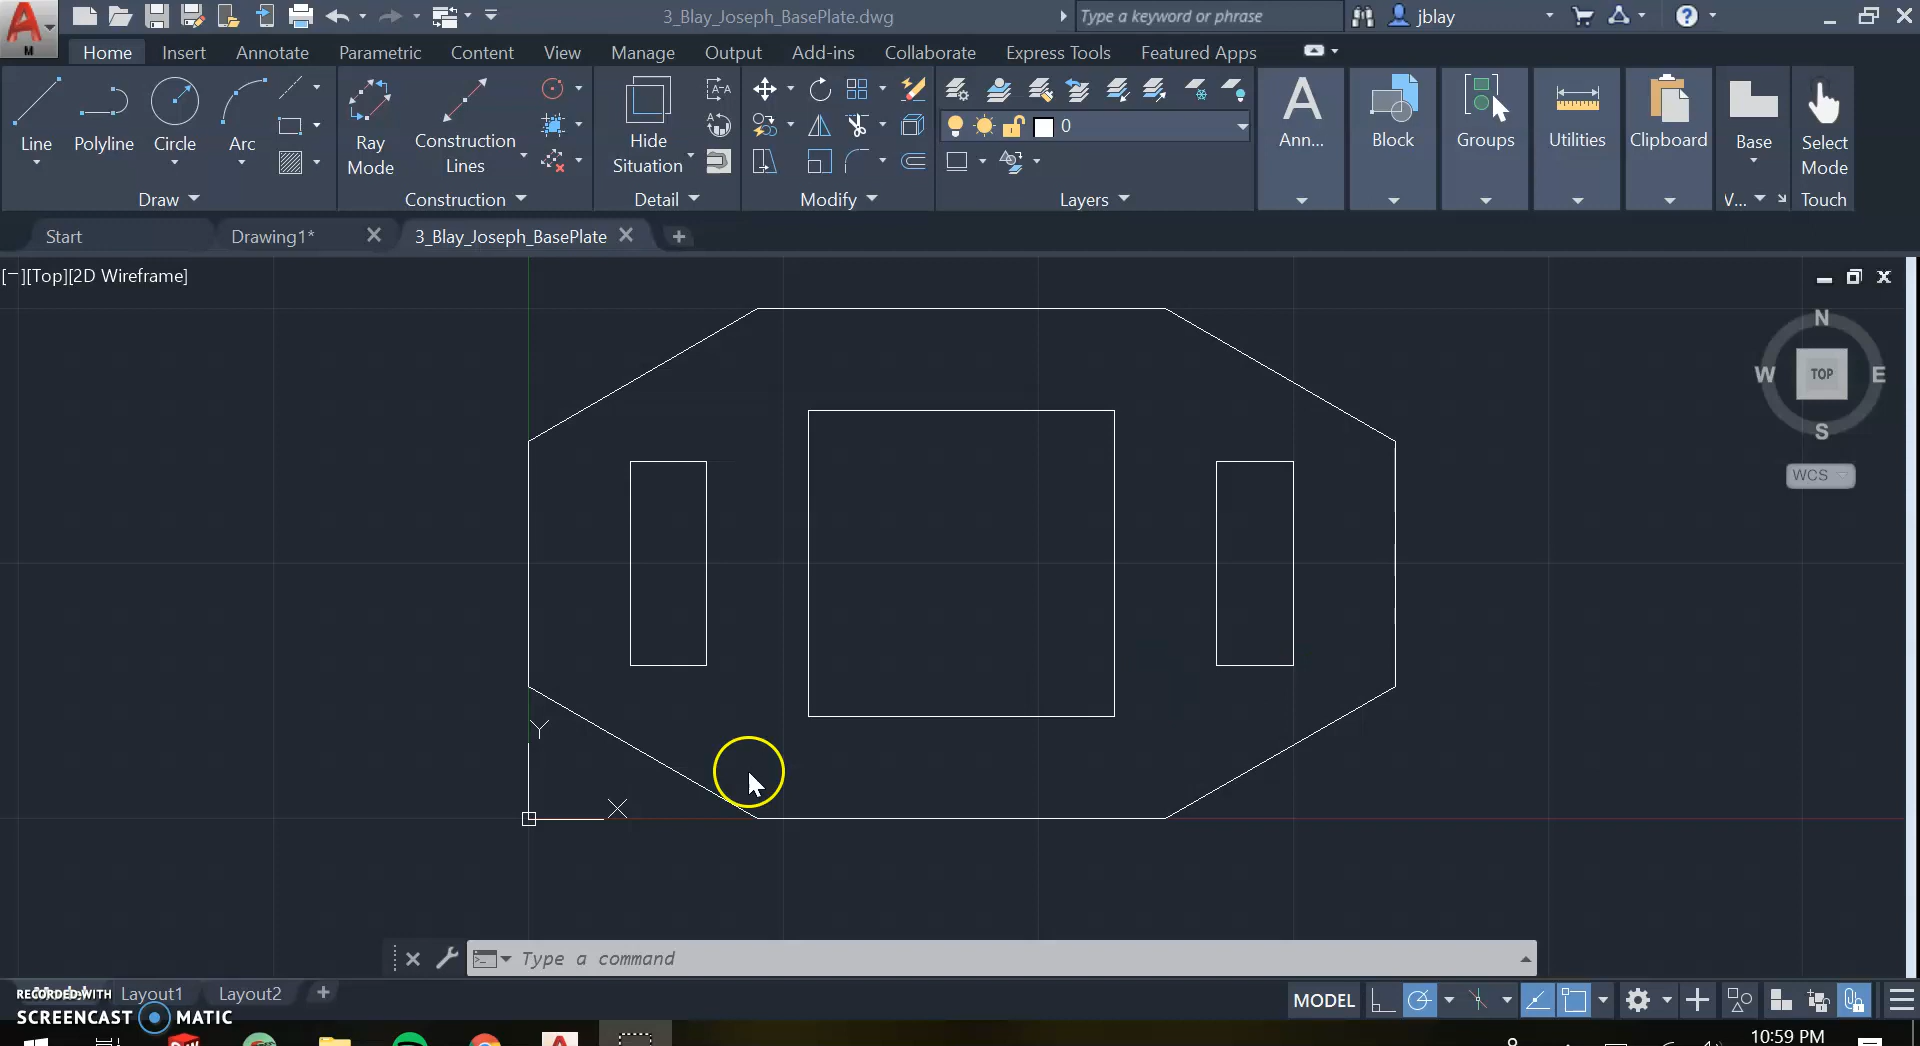 3_Blay_Joseph_BasePlate.dwg
Type a keyword or phrase
jblay
M
Home Insert Annotate Parametric Content View Manage Output Add-ins Collaborate Express Tools Featured Apps
Line
Polyline
Circle
Arc
Ray
Mode
Construction
Lines
Hide
Situation
0
Ann...
Block
Groups
Utilities
Clipboard
Base
Select
Mode
Draw
Construction
Detail
Modify
Layers
V...
Touch
Start
Drawing1*
3_Blay_Joseph_BasePlate
[−][Top][2D Wireframe]
N
W
TOP
E
S
WCS
Y
X
Type a command
Layout1
Layout2
RECORDED WITH
SCREENCAST MATIC
MODEL
10:59 PM